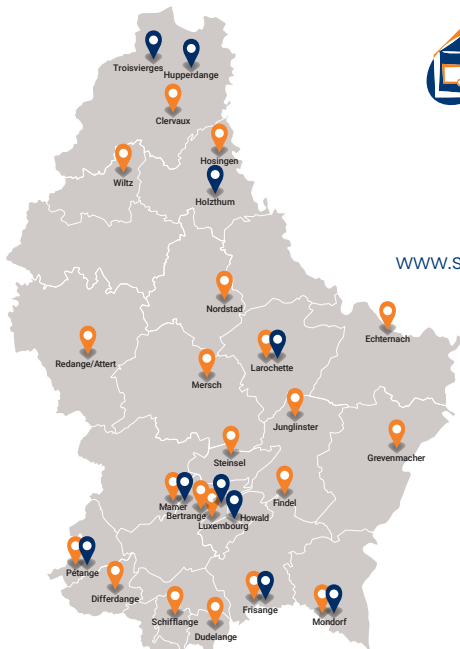 Troisvierges
Hupperdange
Clervaux
Hosingen
Wiltz
Holzthum
www.s
Nordstad
Echternach
Redange/Attert
Larochette
Mersch
Junglinster
Steinsel
Grevenmacher
Mamer
Findel
Bertrange
Howald
Luxembourg
Pétange
Differdange
Frisange
Schifflange
Mondorf
Dudelange